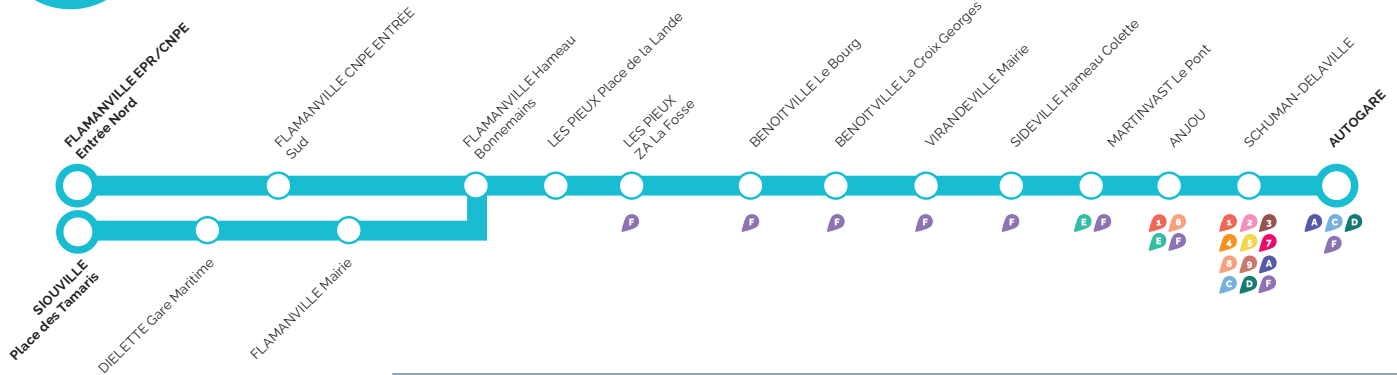 FLAMANVILLE EPR/CNPE
Entrée Nord
FLAMANVILLE CNPE ENTRÉE
Sud
FLAMANVILLE Hameau
Bonnemains
LES PIEUX Place de la Lande
LES PIEUX
ZA La Fosse
BENOITVILLE Le Bourg
BENOITVILLE La Croix Georges
VIRANDEVILLE Mairie
SIDEVILLE Hameau Colette
MARTINVAST Le Pont
ANJOU
SCHUMAN-DELAVILLE
AUTOGARE
F
F
F
F
F
E F
1 8
E F
1 2 3
4 5 7
8 9 A
C D F
A C D
F
SIOUVILLE
Place des Tamaris
DIELETTE Gare Maritime
FLAMANVILLE Mairie